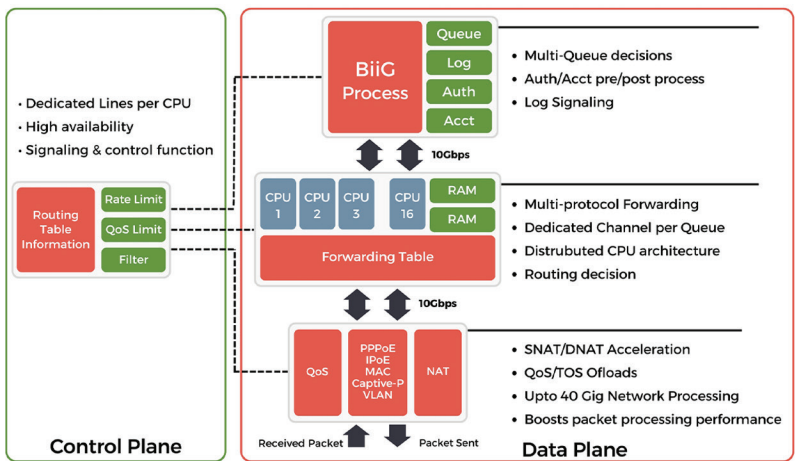 • Dedicated Lines per CPU
• High availability
• Signaling & control function
Routing
Table
Information
Rate Limit
QoS Limit
Filter
Control Plane
BiiG
Process
Queue
Log
Auth
Acct
• Multi-Queue decisions
• Auth/Acct pre/post process
• Log Signaling
10Gbps
CPU
1
CPU
2
CPU
3
CPU
16
RAM
RAM
Forwarding Table
• Multi-protocol Forwarding
• Dedicated Channel per Queue
• Distrubuted CPU architecture
• Routing decision
10Gbps
QoS
PPPoE
IPoE
MAC
Captive-P
VLAN
NAT
• SNAT/DNAT Acceleration
• QoS/TOS Ofloads
• Upto 40 Gig Network Processing
• Boosts packet processing performance
Received Packet
Packet Sent
Data Plane